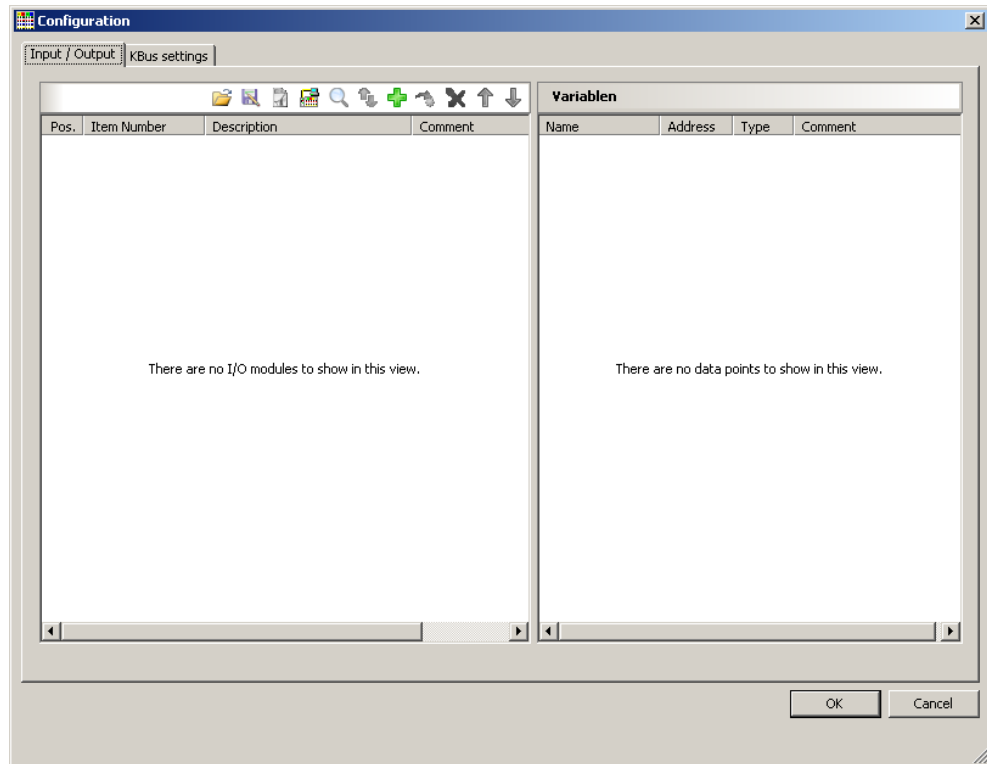 Configuration
Input / Output KBus settings
Variablen
Pos. Item Number Description Comment
Name Address Type Comment
There are no I/O modules to show in this view.
There are no data points to show in this view.
OK Cancel